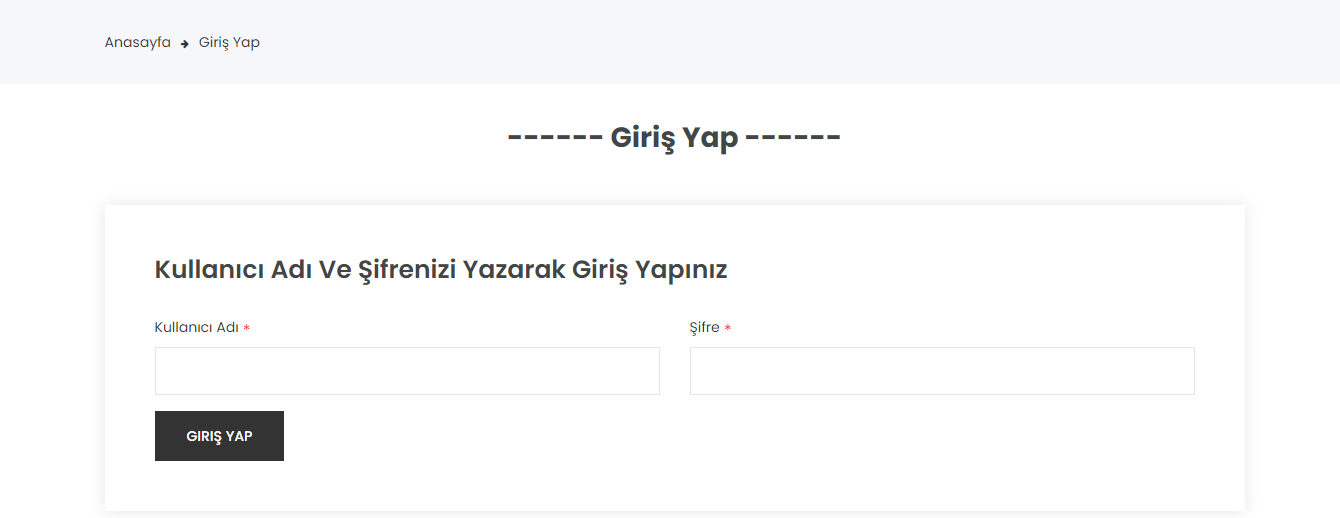 Anasayfa → Giriş Yap
------ Giriş Yap ------
Kullanıcı Adı Ve Şifrenizi Yazarak Giriş Yapınız
Kullanıcı Adı * Şifre *
GIRIŞ YAP